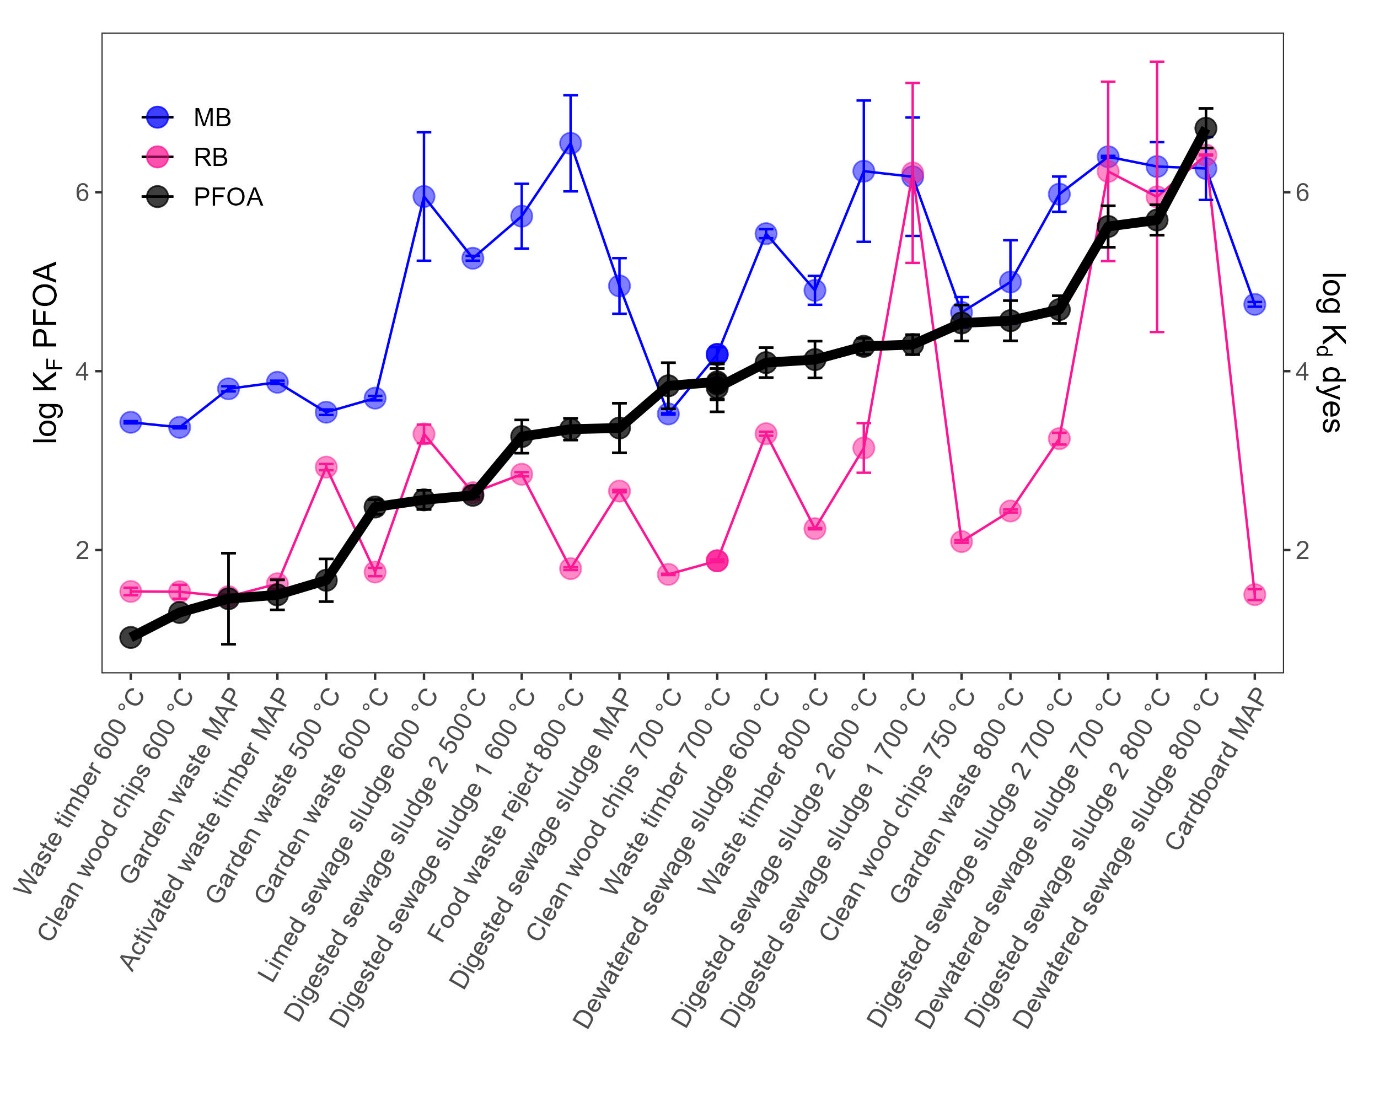 MB
RB
PFOA
log K_F PFOA
6
4
2
6
4
2
log K_d dyes
Waste timber 600 °C
Clean wood chips 600 °C
Garden waste MAP
Activated waste timber MAP
Garden waste 500 °C
Garden waste 600 °C
Limed sewage sludge 600 °C
Digested sewage sludge 2 500°C
Digested sewage sludge 1 600 °C
Food waste reject 800 °C
Digested sewage sludge MAP
Clean wood chips 700 °C
Waste timber 700 °C
Dewatered sewage sludge 600 °C
Waste timber 800 °C
Digested sewage sludge 2 600 °C
Digested sewage sludge 1 700 °C
Clean wood chips 750 °C
Garden waste 800 °C
Digested sewage sludge 2 700 °C
Dewatered sewage sludge 700 °C
Digested sewage sludge 2 800 °C
Dewatered sewage sludge 800 °C
Cardboard MAP